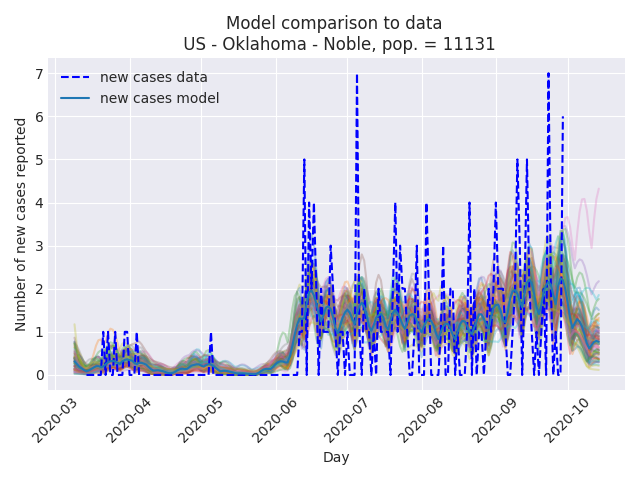 Model comparison to data
US - Oklahoma - Noble, pop. = 11131
new cases data
new cases model
Number of new cases reported
7
6
5
4
3
2
1
0
2020-03
2020-04
2020-05
2020-06
2020-07
2020-08
2020-09
2020-10
Day